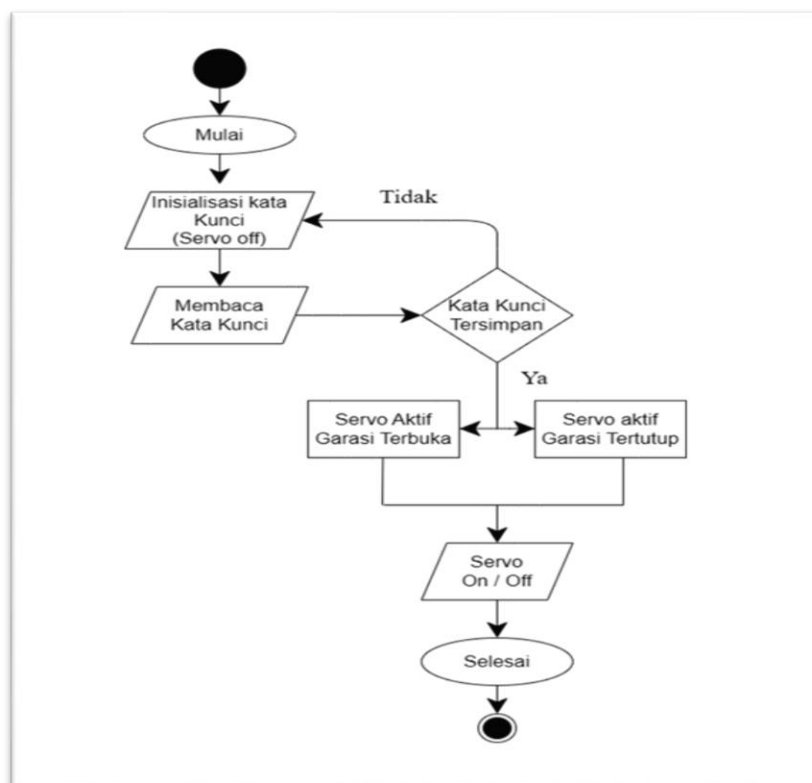 Mulai
Inisialisasi kata
Kunci
(Servo off)
Tidak
Membaca
Kata Kunci
Kata Kunci
Tersimpan
Ya
Servo Aktif
Garasi Terbuka
Servo aktif
Garasi Tertutup
Servo
On / Off
Selesai